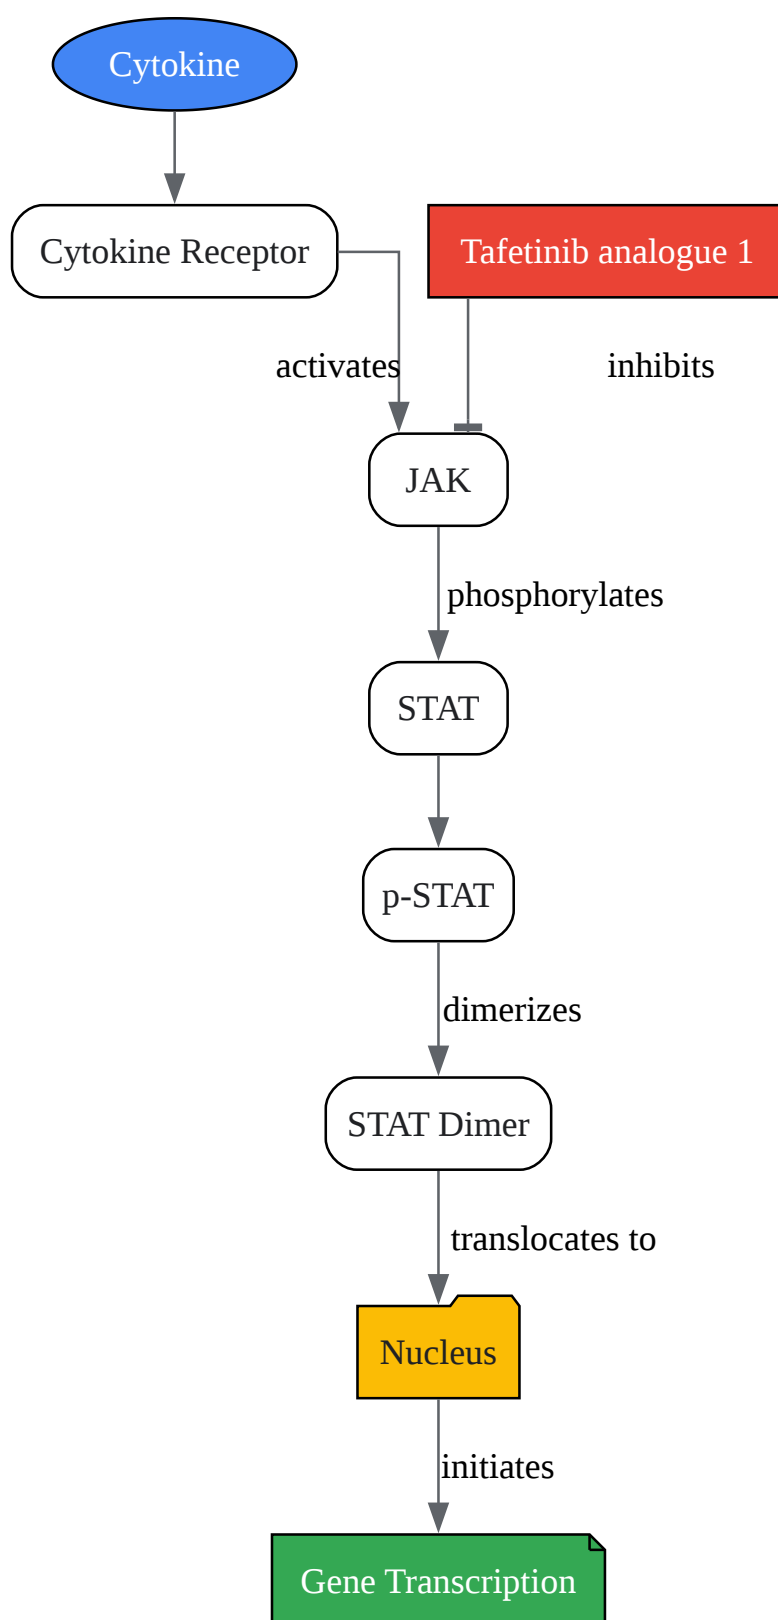 Cytokine
Cytokine Receptor
Tafetinib analogue 1
activates
inhibits
JAK
phosphorylates
STAT
p-STAT
dimerizes
STAT Dimer
translocates to
Nucleus
initiates
Gene Transcription